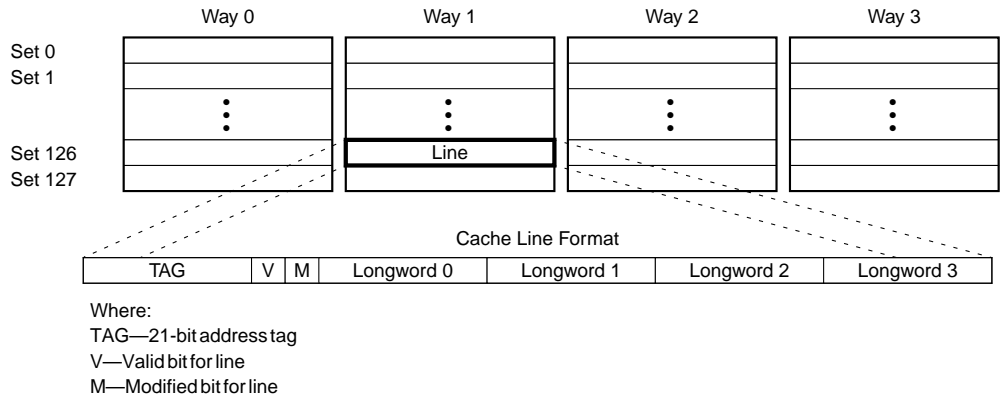 Way 0 Way 1 Way 2 Way 3
Set 0
Set 1
Set 126
Line
Set 127
Cache Line Format
TAG V M Longword 0 Longword 1 Longword 2 Longword 3
Where:
TAG—21-bit address tag
V—Valid bit for line
M—Modified bit for line